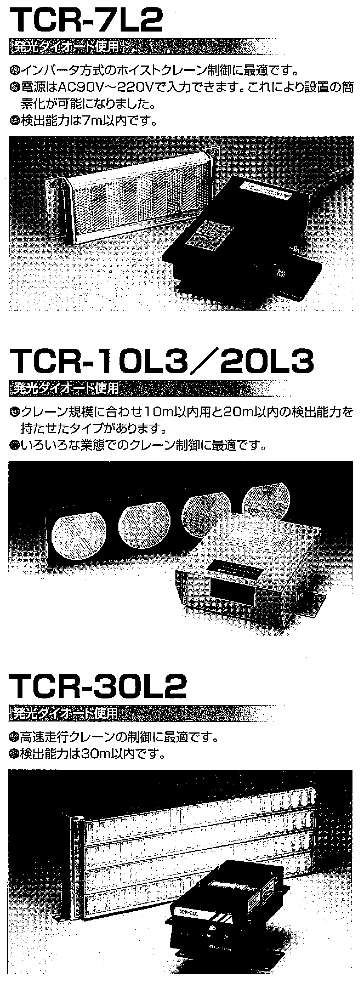 TCR-7L2
発光ダイオード使用
●インバータ方式のホイストクレーン制御に最適です。
●電源はAC90V〜220Vで入力できます。これにより設置の簡
素化が可能になりました。
●検出能力は7m以内です。
TCR-10L3／20L3
発光ダイオード使用
●クレーン規模に合わせ10m以内用と20m以内の検出能力を
持たせたタイプがあります。
●いろいろな業態でのクレーン制御に最適です。
TCR-30L2
発光ダイオード使用
●高速走行クレーンの制御に最適です。
●検出能力は30m以内です。
TCR-30L